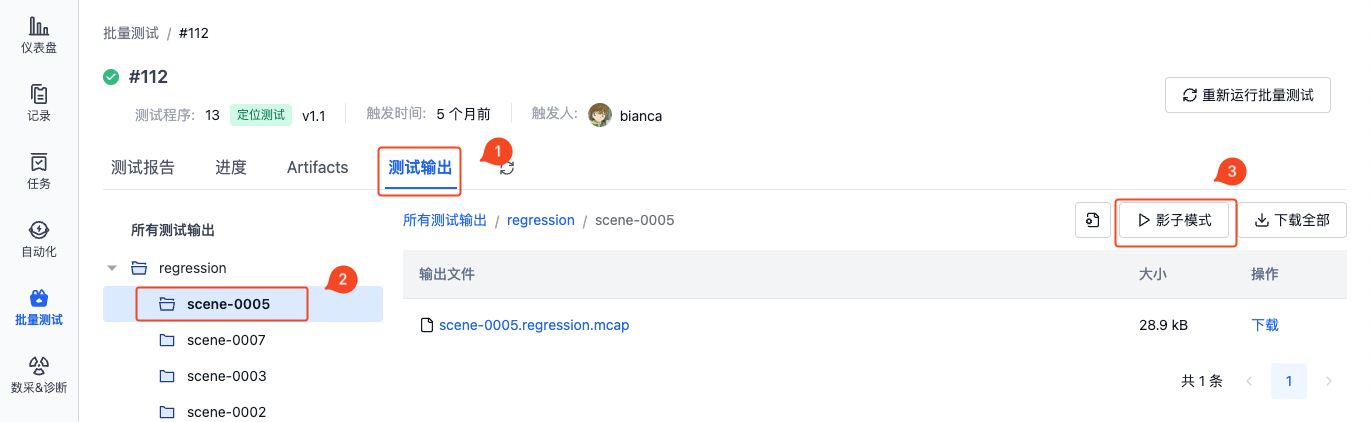 仪表盘
记录
任务
自动化
批量测试
数采&诊断
批量测试 / #112
#112
测试程序: 13 定位测试 v1.1 触发时间: 5 个月前 触发人: bianca
重新运行批量测试
测试报告 进度 Artifacts 测试输出 1
3
所有测试输出
regression
2
scene-0005
scene-0007
scene-0003
scene-0002
所有测试输出 / regression / scene-0005
影子模式 下载全部
输出文件 大小 操作
scene-0005.regression.mcap 28.9 kB 下载
共 1 条 1